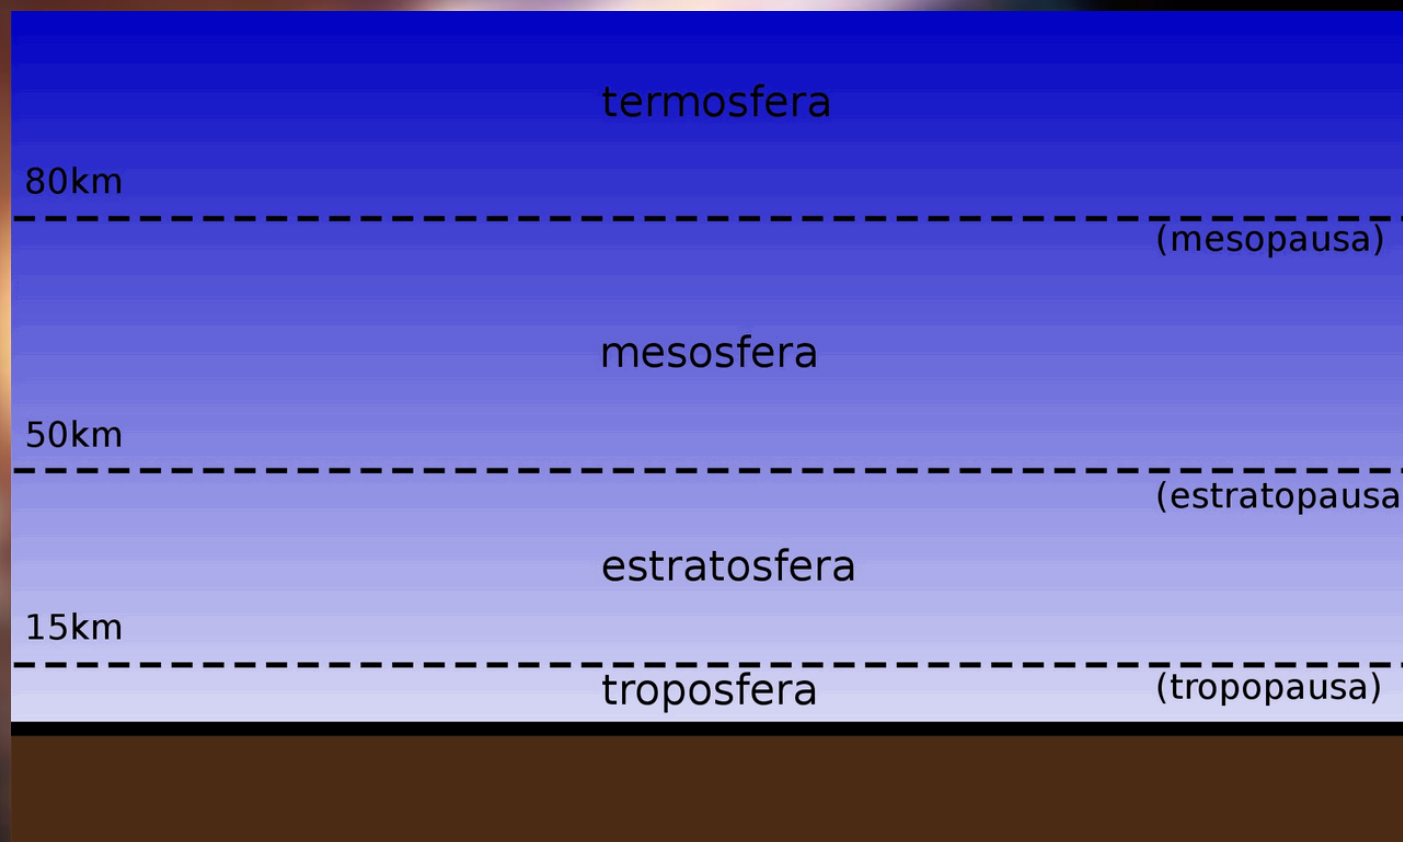 termosfera
80km
(mesopausa)
mesosfera
50km
(estratopausa
estratosfera
15km
troposfera
(tropopausa)